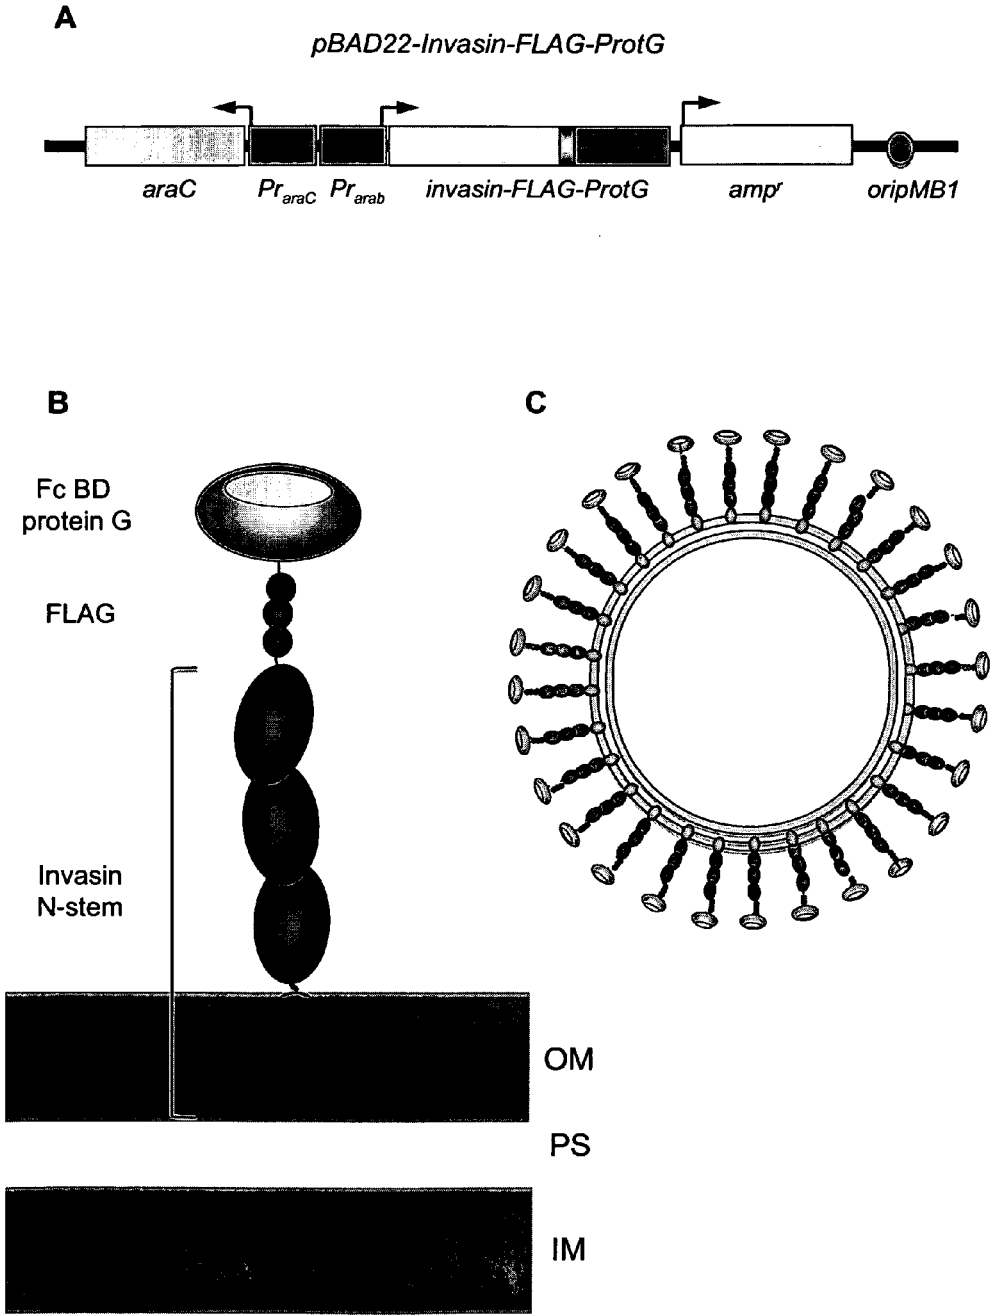 A
pBAD22-Invasin-FLAG-ProtG
araC PraraC Prarab invasin-FLAG-ProtG ampr oripMB1
B
C
Fc BD
protein G
FLAG
Invasin
N-stem
OM
PS
IM